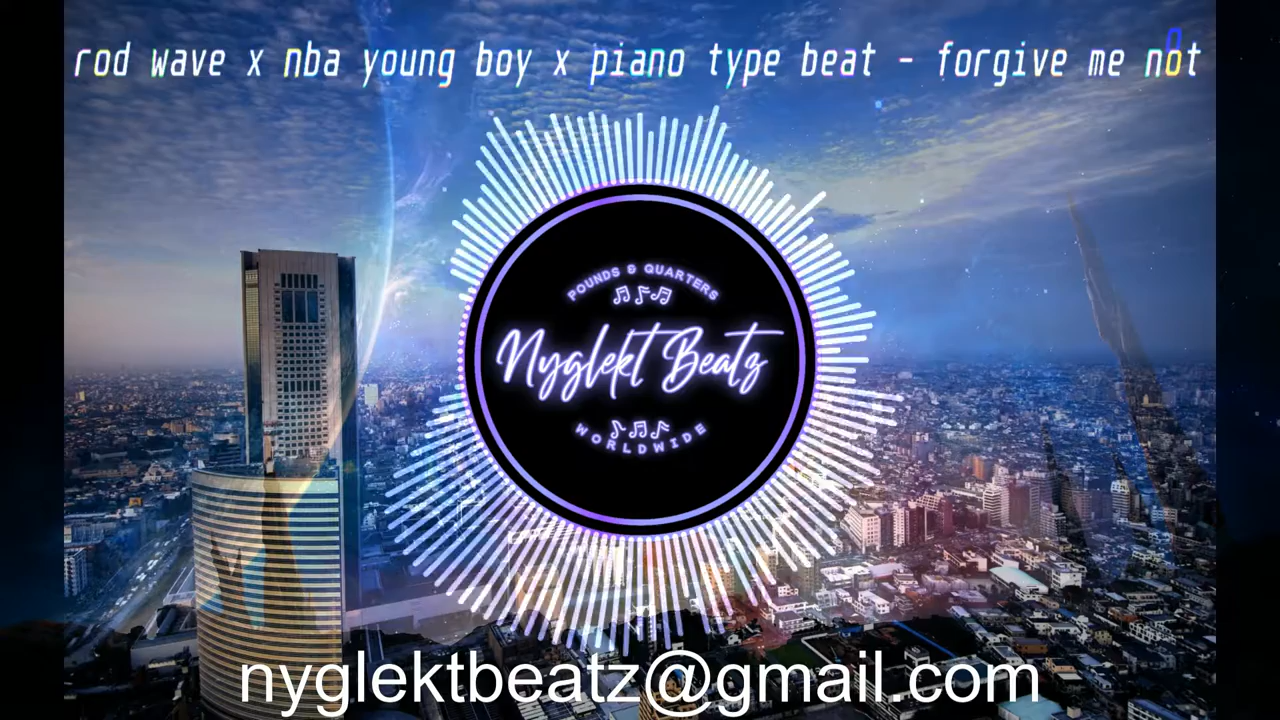 rod wave x nba young boy x piano type beat - forgive me not
POUNDS & QUARTERS
Nyglekt Beatz
WORLDWIDE
nyglektbeatz@gmail.com